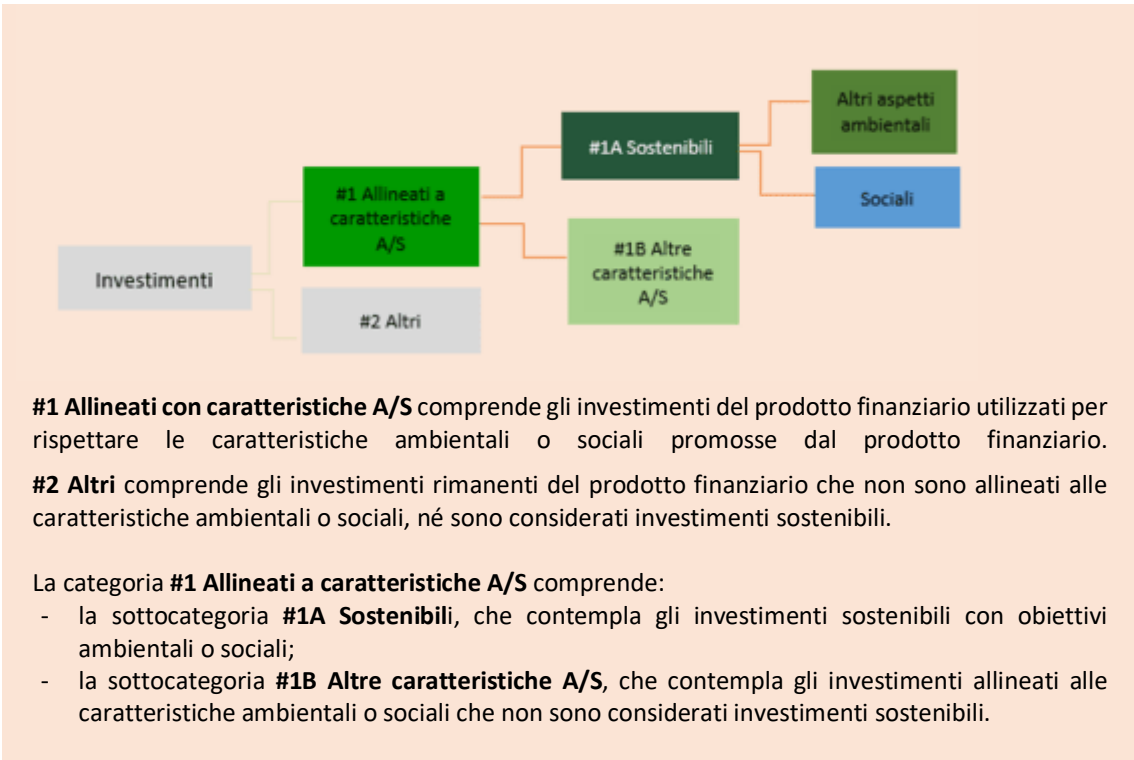 Altri aspetti
ambientali
#1A Sostenibili
#1 Allineati a
caratteristiche
A/S
Sociali
#1B Altre
caratteristiche
A/S
Investimenti
#2 Altri
#1 Allineati con caratteristiche A/S comprende gli investimenti del prodotto finanziario utilizzati per
rispettare le caratteristiche ambientali o sociali promosse dal prodotto finanziario.
#2 Altri comprende gli investimenti rimanenti del prodotto finanziario che non sono allineati alle
caratteristiche ambientali o sociali, né sono considerati investimenti sostenibili.
La categoria #1 Allineati a caratteristiche A/S comprende:
- la sottocategoria #1A Sostenibili, che contempla gli investimenti sostenibili con obiettivi
ambientali o sociali;
- la sottocategoria #1B Altre caratteristiche A/S, che contempla gli investimenti allineati alle
caratteristiche ambientali o sociali che non sono considerati investimenti sostenibili.